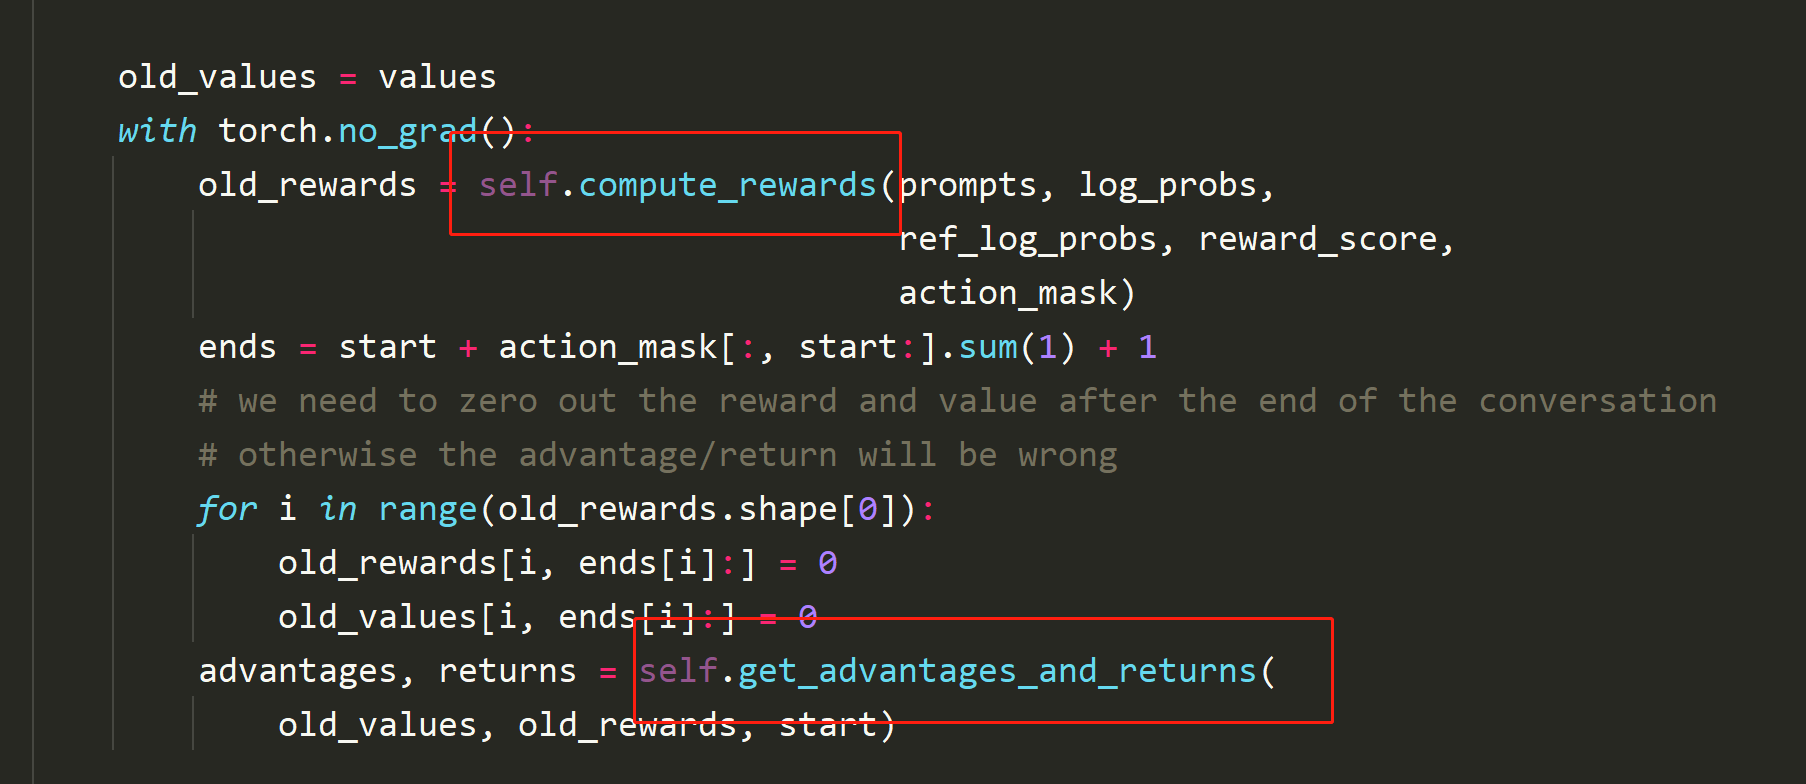 old_values = values
with torch.no_grad():
old_rewards = self.compute_rewards(prompts, log_probs,
ref_log_probs, reward_score,
action_mask)
ends = start + action_mask[:, start:].sum(1) + 1
# we need to zero out the reward and value after the end of the conversation
# otherwise the advantage/return will be wrong
for i in range(old_rewards.shape[0]):
old_rewards[i, ends[i]:] = 0
old_values[i, ends[i]:] = 0
advantages, returns = self.get_advantages_and_returns(
old_values, old_rewards, start)